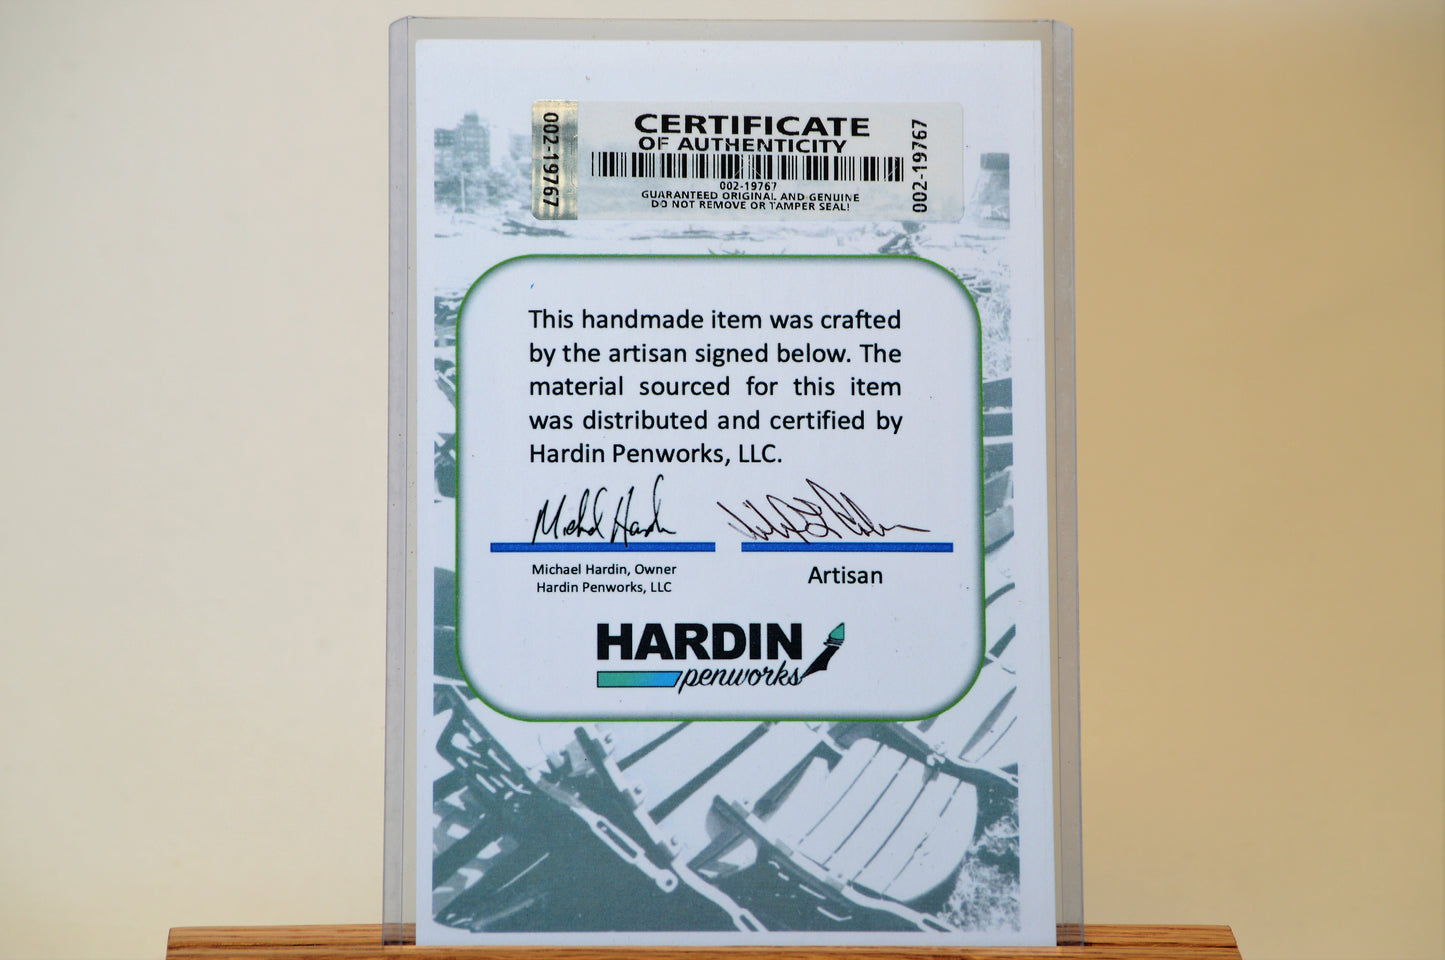 CERTIFICATE
OF AUTHENTICITY
002-19767
002-19767
002-19767
GUARANTEED ORIGINAL AND GENUINE
DO NOT REMOVE OR TAMPER SEAL!
This handmade item was crafted
by the artisan signed below. The
material sourced for this item
was distributed and certified by
Hardin Penworks, LLC.
Michael Hardin
Michael Hardin, Owner
Hardin Penworks, LLC
Artisan
HARDIN
penworks